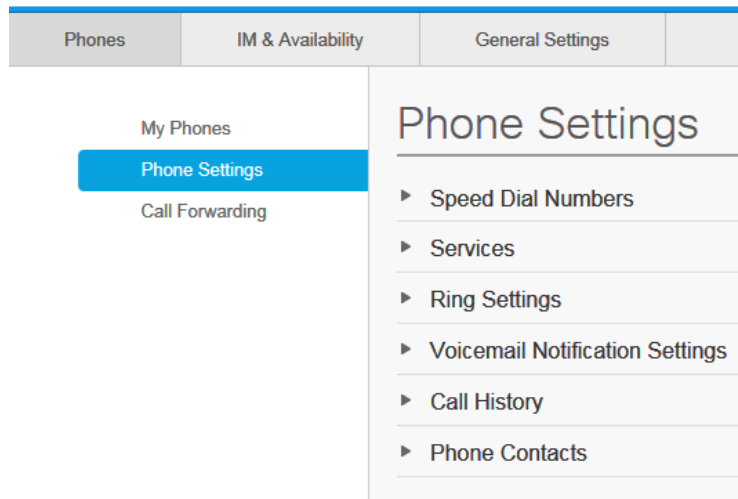 Phones
IM & Availability
General Settings
My Phones
Phone Settings
Call Forwarding
Phone Settings
Speed Dial Numbers
Services
Ring Settings
Voicemail Notification Settings
Call History
Phone Contacts